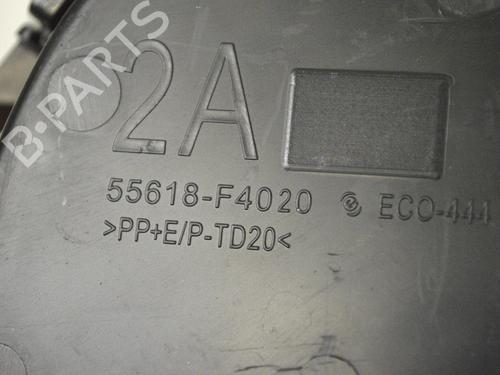 B-PARTS
2A
55618-F4020 ECO-444
>PP+E/P-TD20<